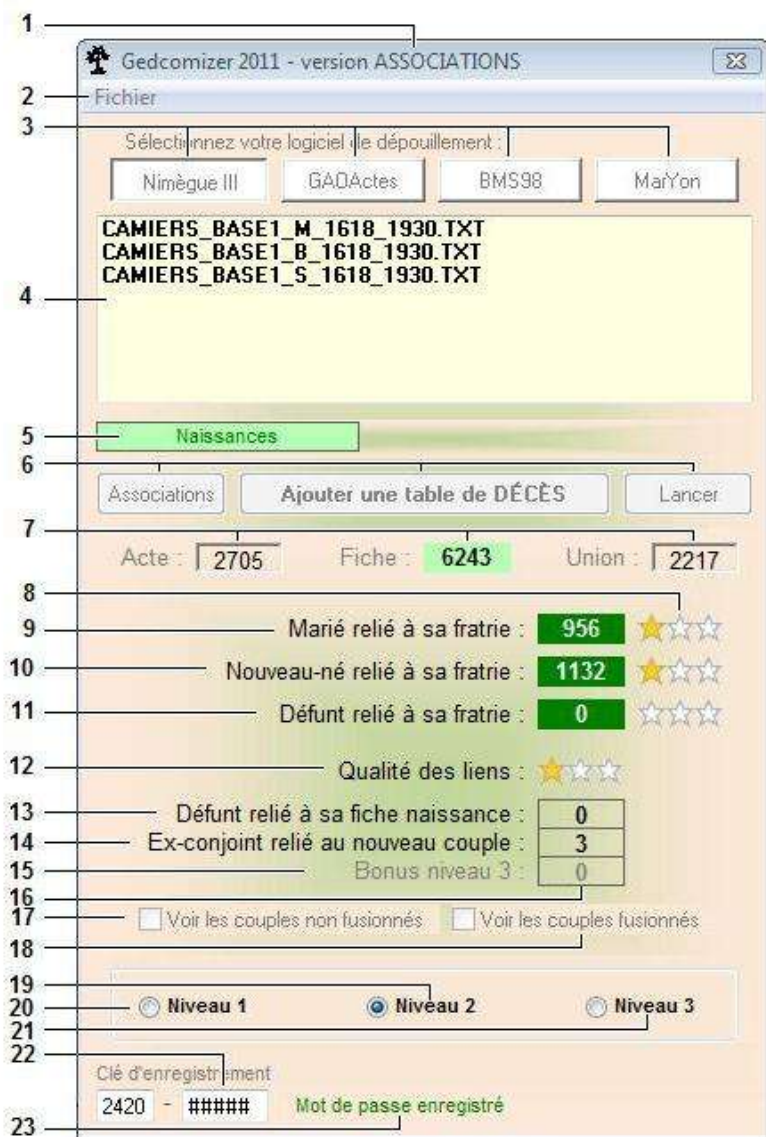 1
Gedcomizer 2011 - version ASSOCIATIONS
2
Fichier
3
Sélectionnez votre logiciel de dépouillement :
Nimègue III GAOActes BMS98 MarYon
CAMIERS_BASE1_M_1618_1930.TXT
CAMIERS_BASE1_B_1618_1930.TXT
CAMIERS_BASE1_S_1618_1930.TXT
4
5 Naissances
6
Associations Ajouter une table de DÉCÈS Lancer
7
Acte : 2705 Fiche : 6243 Union : 2217
8
9 Marié relié à sa fratrie : 956
10 Nouveau-né relié à sa fratrie : 1132
11 Défunt relié à sa fratrie : 0
12 Qualité des liens :
13 Défunt relié à sa fiche naissance : 0
14 Ex-conjoint relié au nouveau couple : 3
15 Bonus niveau 3 : 0
16
17 Voir les couples non fusionnés Voir les couples fusionnés
18
19
20 Niveau 1 Niveau 2 Niveau 3
21
22
Clé d'enregistrement
2420 - ##### Mot de passe enregistré
23